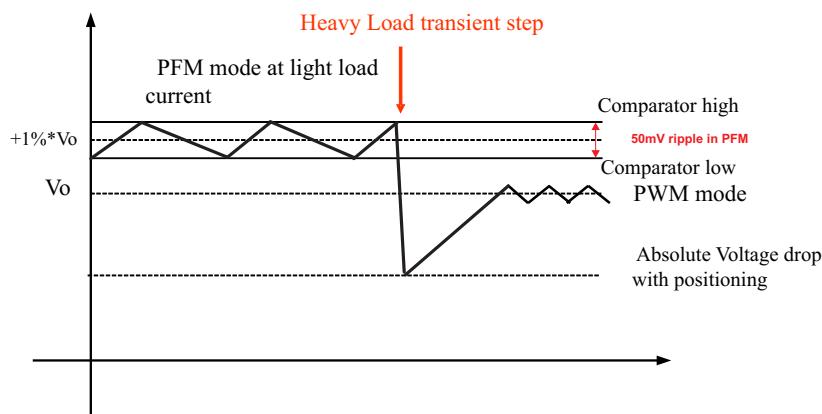 Heavy Load transient step
PFM mode at light load
current
Comparator high
+1%*Vo
50mV ripple in PFM
Comparator low
Vo
PWM mode
Absolute Voltage drop
with positioning